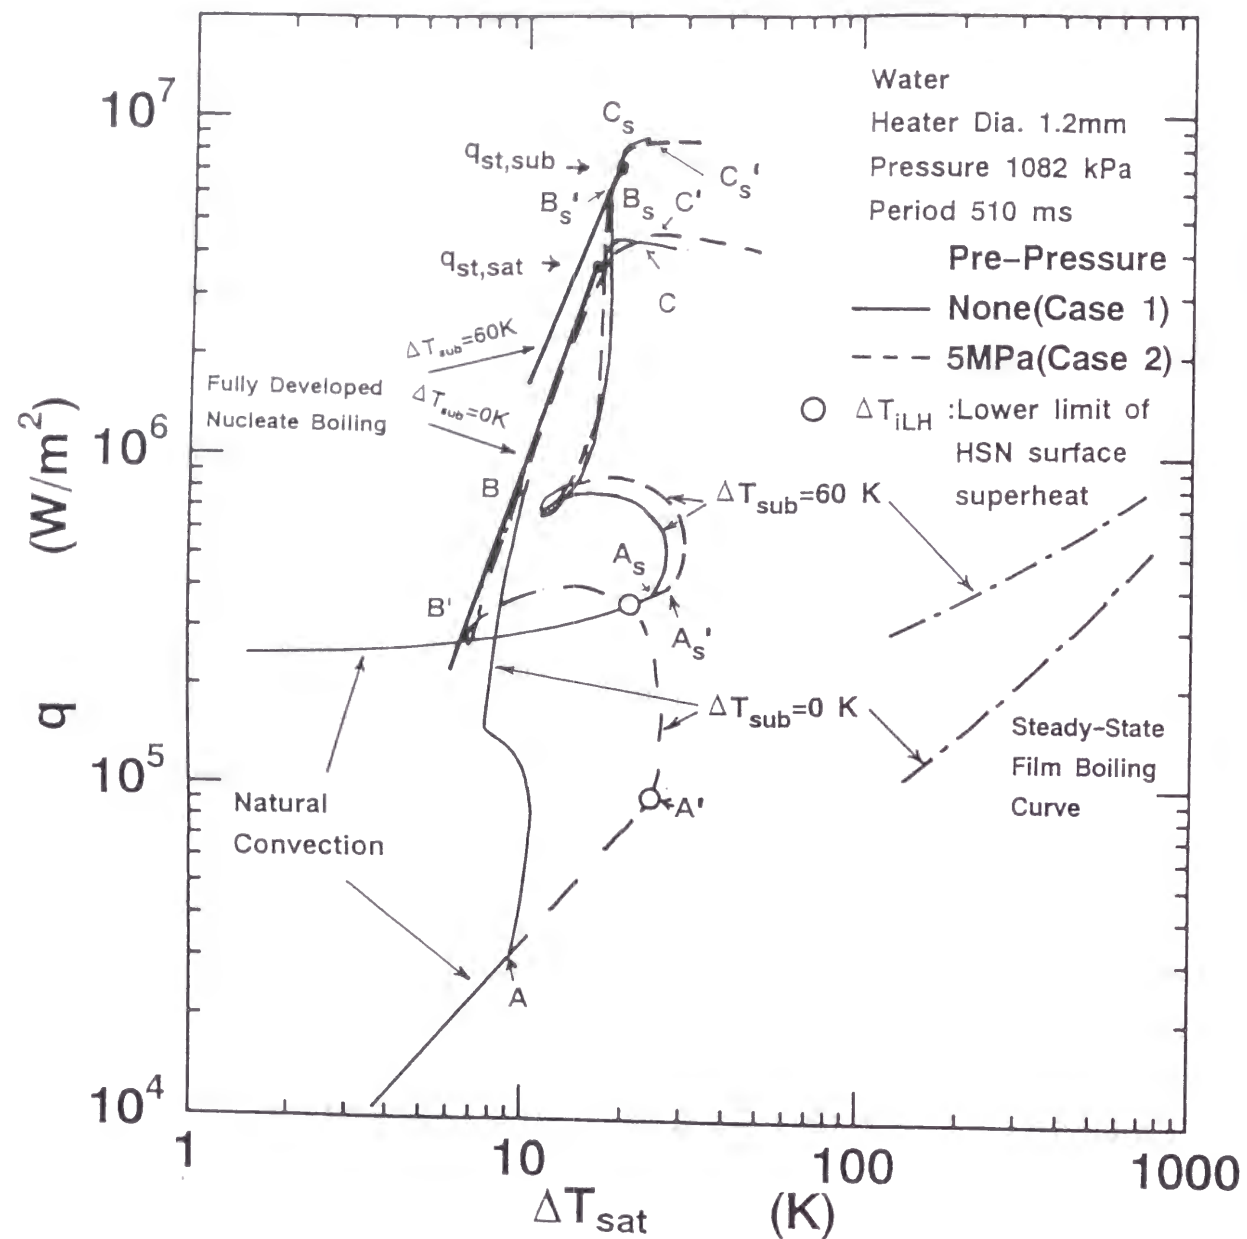 Water
Heater Dia. 1.2mm
Pressure 1082 kPa
Period 510 ms
Pre-Pressure
None(Case 1)
5MPa(Case 2)
ΔT_iLH :Lower limit of
HSN surface
superheat
10^7
10^6
10^5
10^4
q (W/m^2)
C_s
q_st,sub
C_s'
B_s'
B_s
C'
q_st,sat
C
ΔT_sub=60K
Fully Developed
Nucleate Boiling
ΔT_sub=0K
B
ΔT_sub=60 K
A_s
B'
A_s'
ΔT_sub=0 K
Steady-State
Film Boiling
Curve
Natural
Convection
A'
A
1
10
100
1000
ΔT_sat (K)